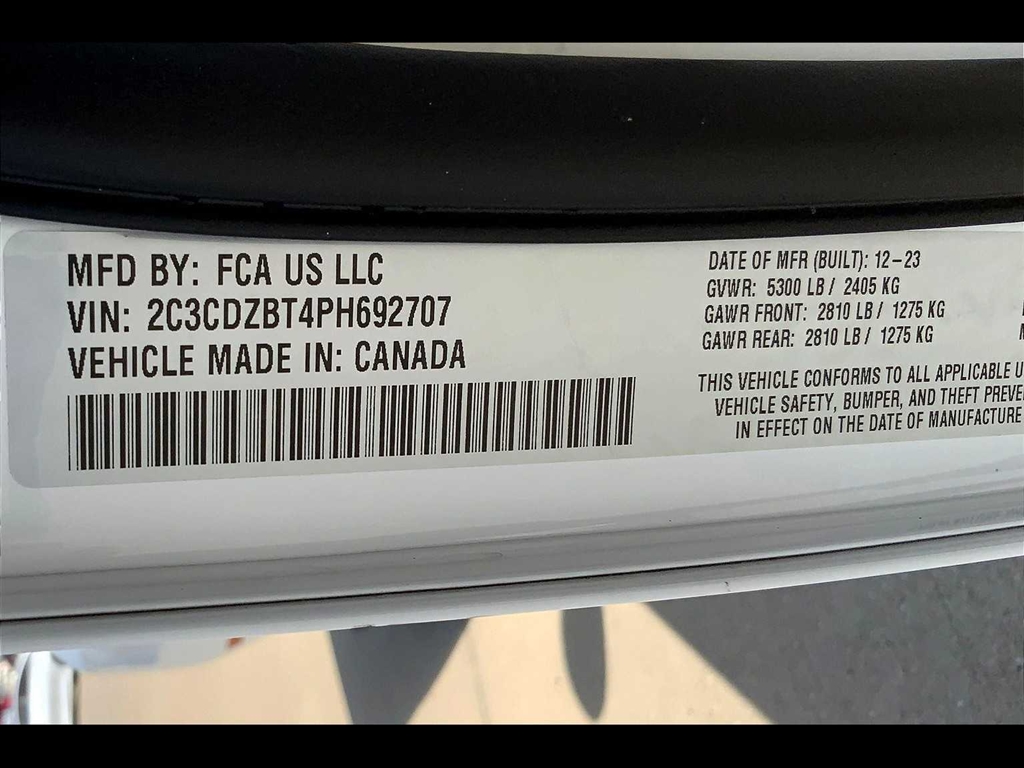 MFD BY: FCA US LLC
VIN: 2C3CDZBT4PH692707
VEHICLE MADE IN: CANADA
DATE OF MFR (BUILT): 12-23
GVWR: 5300 LB / 2405 KG
GAWR FRONT: 2810 LB / 1275 KG
GAWR REAR: 2810 LB / 1275 KG
THIS VEHICLE CONFORMS TO ALL APPLICABLE
VEHICLE SAFETY, BUMPER, AND THEFT
IN EFFECT ON THE DATE OF MANUFACTURE